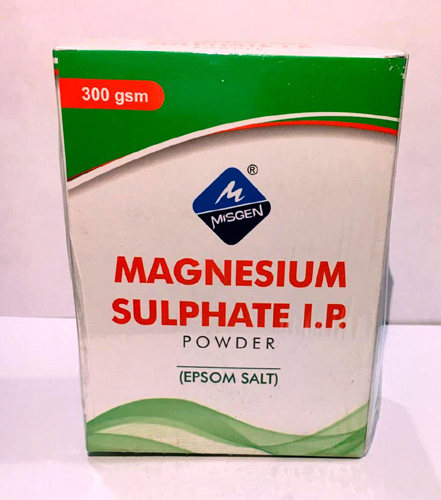 300 gsm
®
MISGEN
MAGNESIUM
SULPHATE I.P.
POWDER
(EPSOM SALT)